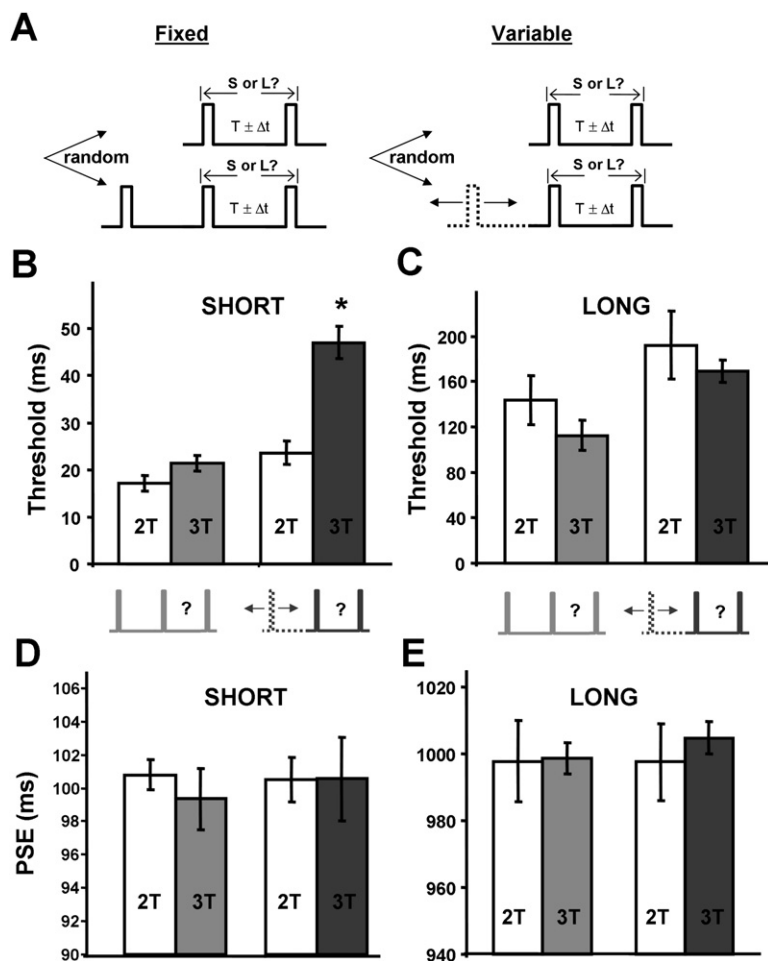 A
Fixed Variable
S or L? S or L?
T ± Δt T ± Δt
random random
S or L? S or L?
T ± Δt T ± Δt
B
SHORT
*
Threshold (ms)
50
40
30
20
10
0
2T 3T 2T 3T
? ?
C
LONG
Threshold (ms)
200
160
120
80
40
0
2T 3T 2T 3T
? ?
D
SHORT
PSE (ms)
106
104
102
100
98
96
94
92
90
2T 3T 2T 3T
E
LONG
1020
1000
980
960
940
2T 3T 2T 3T